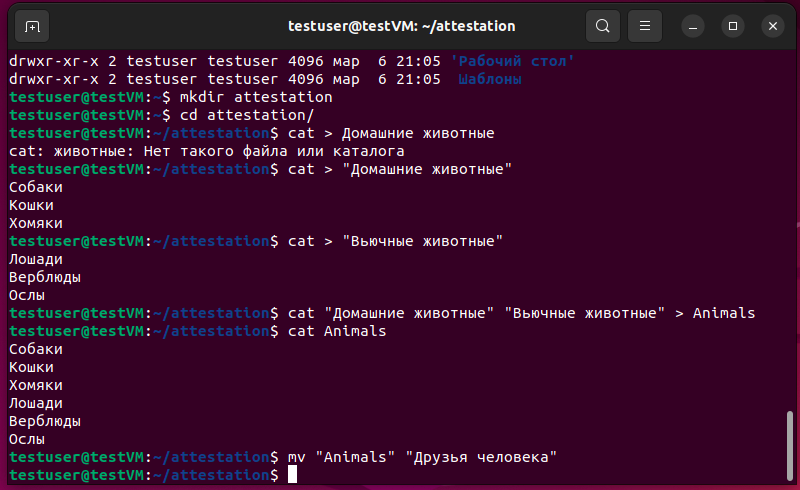 testuser@testVM: ~/attestation
drwxr-xr-x 2 testuser testuser 4096 мар  6 21:05 'Рабочий стол'
drwxr-xr-x 2 testuser testuser 4096 мар  6 21:05  Шаблоны
testuser@testVM:~$ mkdir attestation
testuser@testVM:~$ cd attestation/
testuser@testVM:~/attestation$ cat > Домашние животные
cat: животные: Нет такого файла или каталога
testuser@testVM:~/attestation$ cat > "Домашние животные"
Собаки
Кошки
Хомяки
testuser@testVM:~/attestation$ cat > "Вьючные животные"
Лошади
Верблюды
Ослы
testuser@testVM:~/attestation$ cat "Домашние животные" "Вьючные животные" > Animals
testuser@testVM:~/attestation$ cat Animals
Собаки
Кошки
Хомяки
Лошади
Верблюды
Ослы
testuser@testVM:~/attestation$ mv "Animals" "Друзья человека"
testuser@testVM:~/attestation$